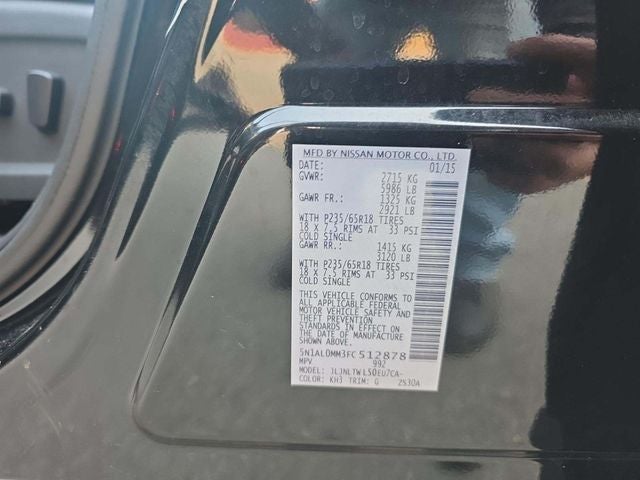 MFD BY NISSAN MOTOR CO., LTD.
DATE: 01/15
GVWR: 2715 KG
5986 LB
GAWR FR.: 1325 KG
2921 LB
WITH P235/65R18 TIRES
18 X 7.5 RIMS AT 33 PSI
COLD SINGLE
GAWR RR.: 1415 KG
3120 LB
WITH P235/65R18 TIRES
18 X 7.5 RIMS AT 33 PSI
COLD SINGLE
THIS VEHICLE CONFORMS TO
ALL APPLICABLE FEDERAL
MOTOR VEHICLE SAFETY AND
THEFT PREVENTION
STANDARDS IN EFFECT ON
THE DATE OF MANUFACTURE
SHOWN ABOVE.
5N1AL0MM3FC512878
MPV 992
MODEL: JLJNLTWL50EU7CA-
COLOR: KH3 TRIM: G 2S30A